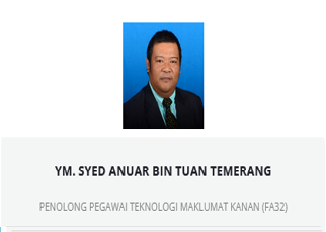 YM. SYED ANUAR BIN TUAN TEMERANG
PENOLONG PEGAWAI TEKNOLOGI MAKLUMAT KANAN (FA32)